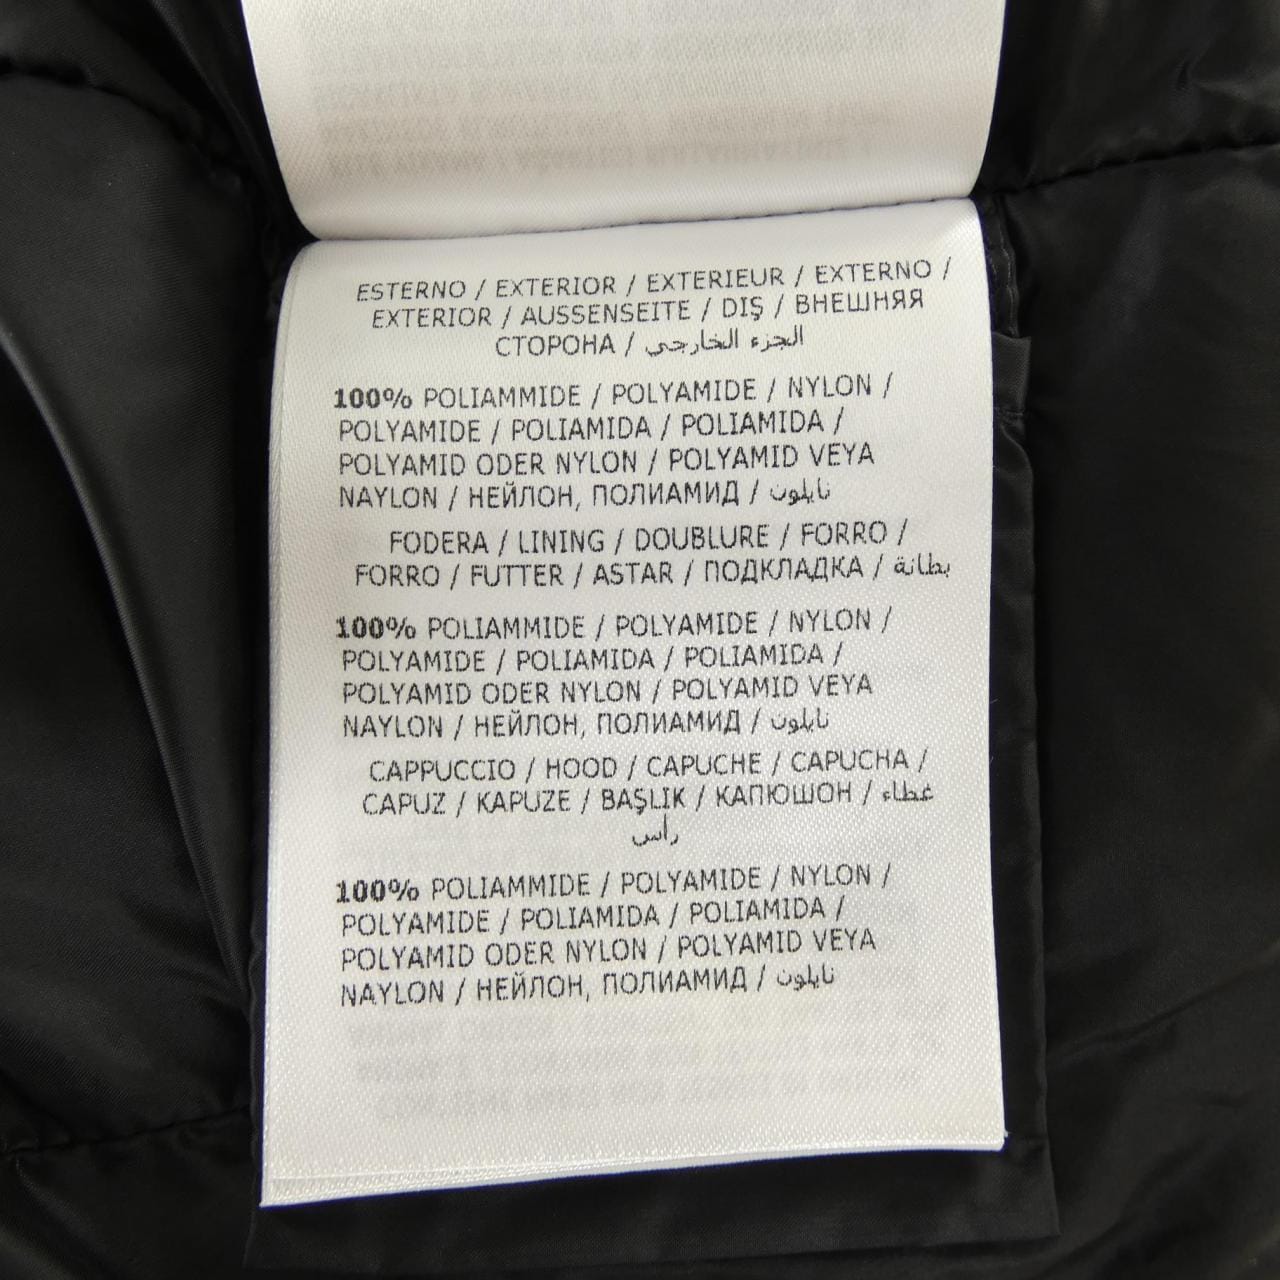 ESTERNO / EXTERIOR / EXTERIEUR / EXTERNO /
EXTERIOR / AUSSENSEITE / DIŞ / ВНЕШНЯЯ
СТОРОНА / الجزء الخارجي
100% POLIAMMIDE / POLYAMIDE / NYLON /
POLYAMIDE / POLIAMIDA / POLIAMIDA /
POLYAMID ODER NYLON / POLYAMID VEYA
NAYLON / НЕЙЛОН, ПОЛИАМИД / نايلون
FODERA / LINING / DOUBLURE / FORRO /
FORRO / FUTTER / ASTAR / ПОДКЛАДКА / بطانة
100% POLIAMMIDE / POLYAMIDE / NYLON /
POLYAMIDE / POLIAMIDA / POLIAMIDA /
POLYAMID ODER NYLON / POLYAMID VEYA
NAYLON / НЕЙЛОН, ПОЛИАМИД / نايلون
CAPPUCCIO / HOOD / CAPUCHE / CAPUCHA /
CAPUZ / KAPUZE / BAŞLIK / КАПЮШОН / غطاء
رأس
100% POLIAMMIDE / POLYAMIDE / NYLON /
POLYAMIDE / POLIAMIDA / POLIAMIDA /
POLYAMID ODER NYLON / POLYAMID VEYA
NAYLON / НЕЙЛОН, ПОЛИАМИД / نايلون